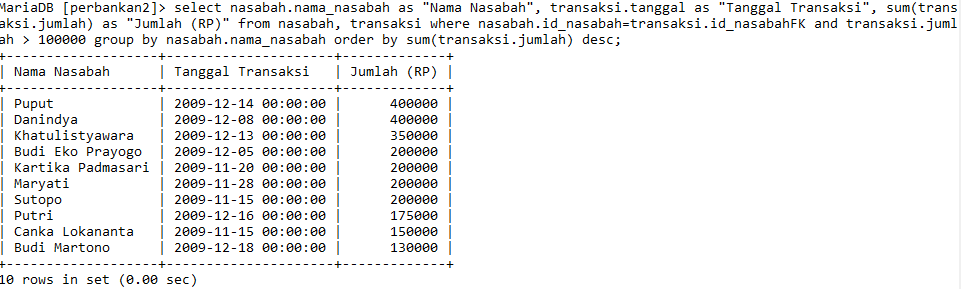 MariaDB [perbankan2]> select nasabah.nama_nasabah as "Nama Nasabah", transaksi.tanggal as "Tanggal Transaksi", sum(trans
aksi.jumlah) as "Jumlah (RP)" from nasabah, transaksi where nasabah.id_nasabah=transaksi.id_nasabahFK and transaksi.juml
ah > 100000 group by nasabah.nama_nasabah order by sum(transaksi.jumlah) desc;
+------------------+---------------------+-------------+
| Nama Nasabah     | Tanggal Transaksi   | Jumlah (RP) |
+------------------+---------------------+-------------+
| Puput            | 2009-12-14 00:00:00 |      400000 |
| Danindya         | 2009-12-08 00:00:00 |      400000 |
| Khatulistyawara  | 2009-12-13 00:00:00 |      350000 |
| Budi Eko Prayogo | 2009-12-05 00:00:00 |      200000 |
| Kartika Padmasari | 2009-11-20 00:00:00 |      200000 |
| Maryati          | 2009-11-28 00:00:00 |      200000 |
| Sutopo           | 2009-11-15 00:00:00 |      200000 |
| Putri            | 2009-12-16 00:00:00 |      175000 |
| Canka Lokananta  | 2009-11-15 00:00:00 |      150000 |
| Budi Martono     | 2009-12-18 00:00:00 |      130000 |
+------------------+---------------------+-------------+
10 rows in set (0.00 sec)